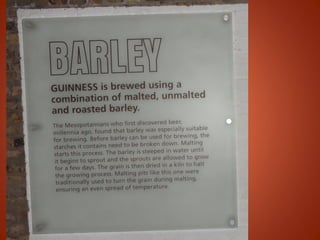 BARLEY
GUINNESS is brewed using a
combination of malted, unmalted
and roasted barley.
The Mesopotamians who first discovered beer,
millennia ago, found that barley was especially suitable
for brewing. Before barley can be used for brewing, the
starches it contains need to be broken down. Malting
starts this process. The barley is steeped in water until
it begins to sprout and the sprouts are allowed to grow
for a few days. The grain is then dried in a kiln to halt
the growing process. Malting pits like this one were
traditionally used to turn the grain during malting,
ensuring an even spread of temperature.